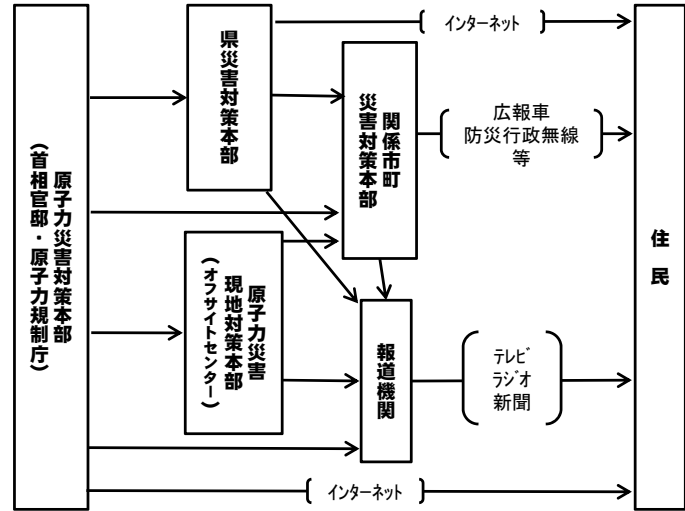 原子力災害対策本部
(首相官邸・原子力規制庁)
県災害対策本部
インターネット
関係市町
災害対策本部
広報車
防災行政無線
等
原子力災害
現地対策本部
(オフサイトセンター)
報道機関
テレビ
ラジオ
新聞
インターネット
住民